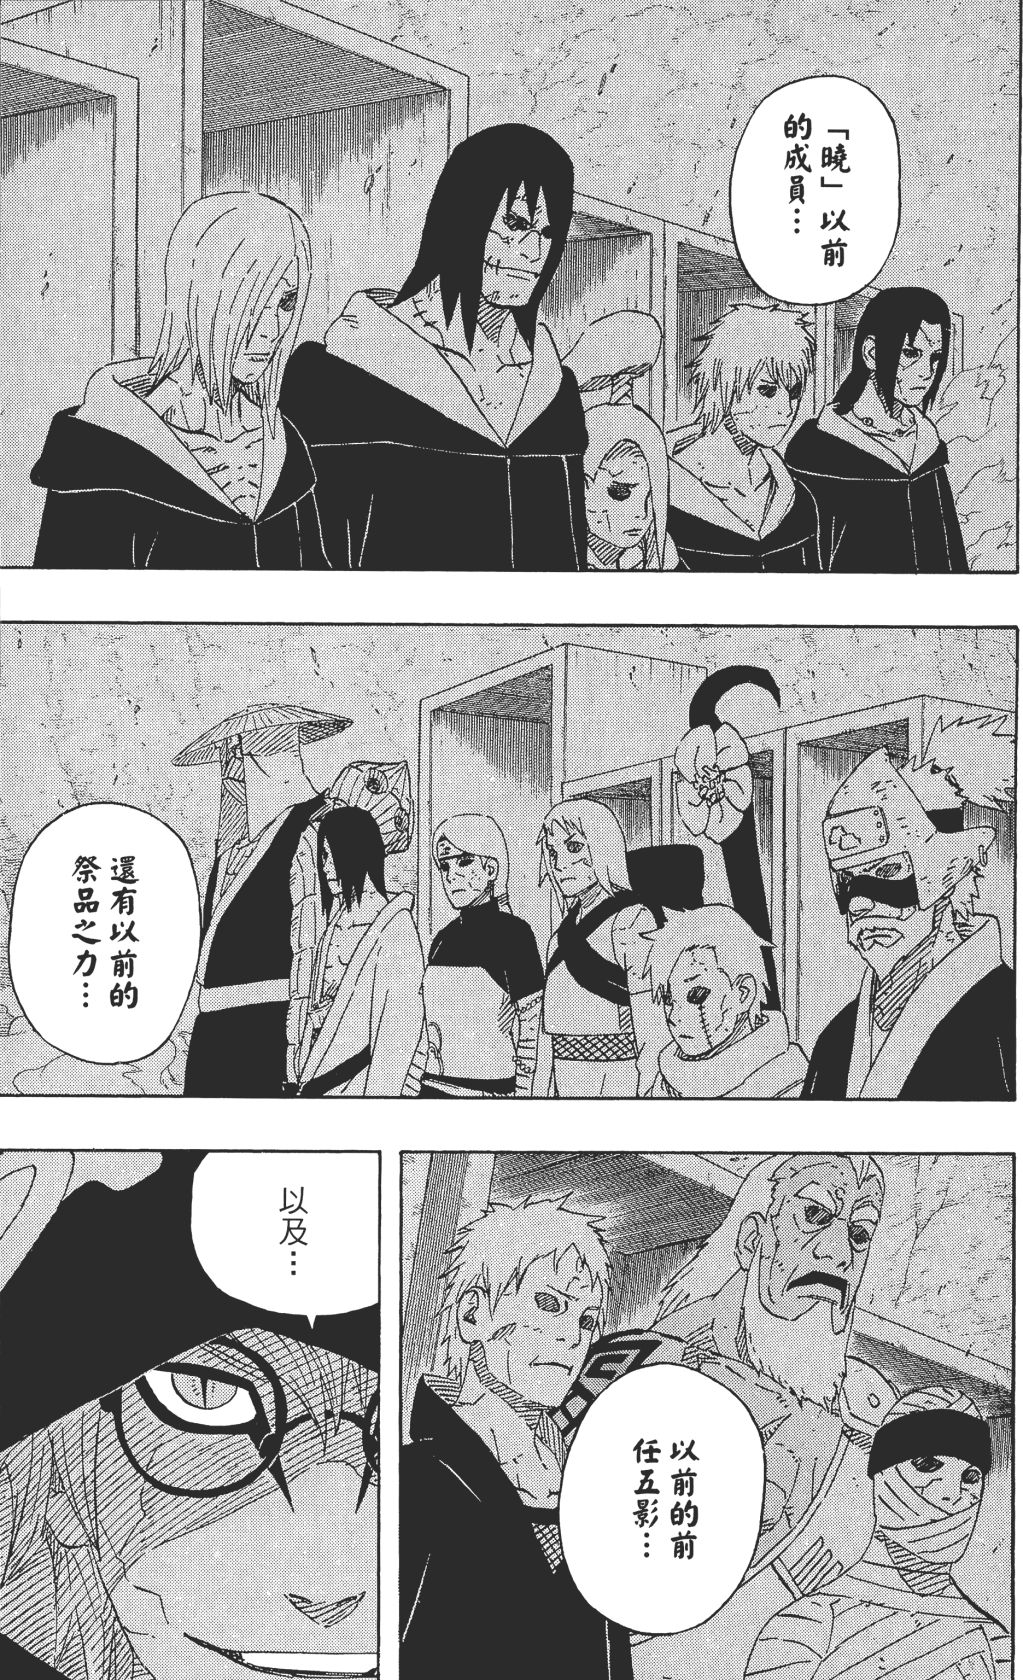 「曉」以前
的成員…
還有以前的
祭品之力…
以前的前
任五影…
以及…